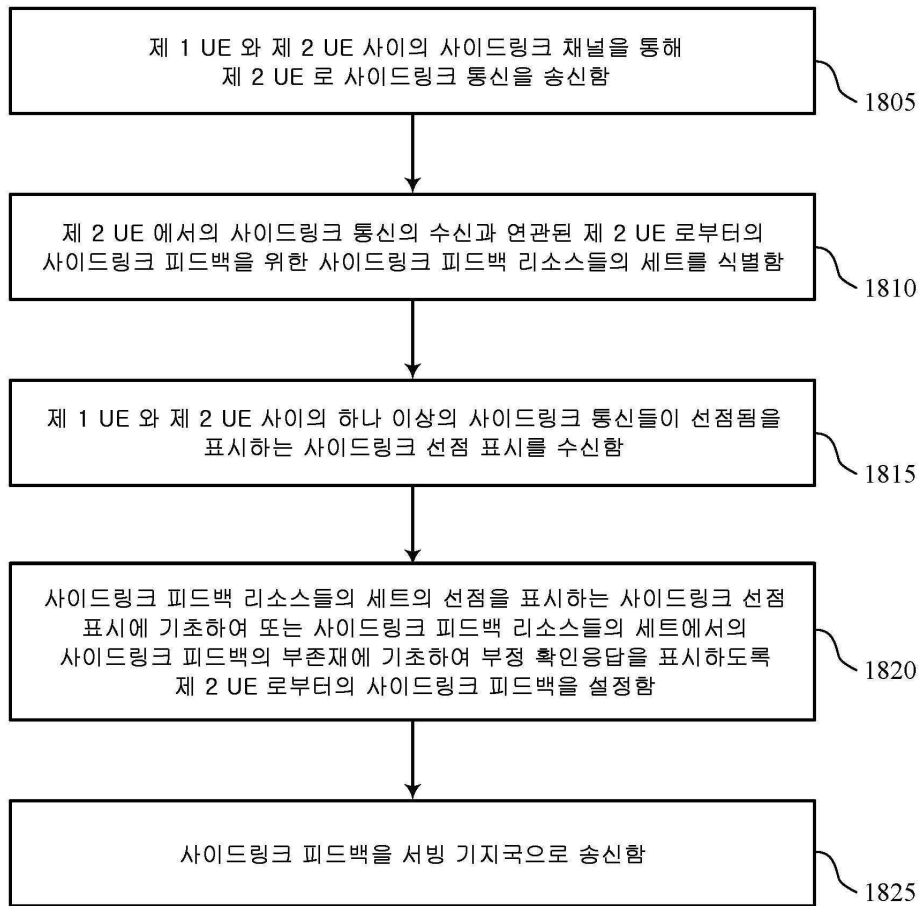 제 1 UE 와 제 2 UE 사이의 사이드링크 채널을 통해
제 2 UE 로 사이드링크 통신을 송신함
1805
제 2 UE 에서의 사이드링크 통신의 수신과 연관된 제 2 UE 로부터의
사이드링크 피드백을 위한 사이드링크 피드백 리소스들의 세트를 식별함
1810
제 1 UE 와 제 2 UE 사이의 하나 이상의 사이드링크 통신들이 선점됨을
표시하는 사이드링크 선점 표시를 수신함
1815
사이드링크 피드백 리소스들의 세트의 선점을 표시하는 사이드링크 선점
표시에 기초하여 또는 사이드링크 피드백 리소스들의 세트에서의
사이드링크 피드백의 부존재에 기초하여 부정 확인응답을 표시하도록
제 2 UE 로부터의 사이드링크 피드백을 설정함
1820
사이드링크 피드백을 서빙 기지국으로 송신함
1825